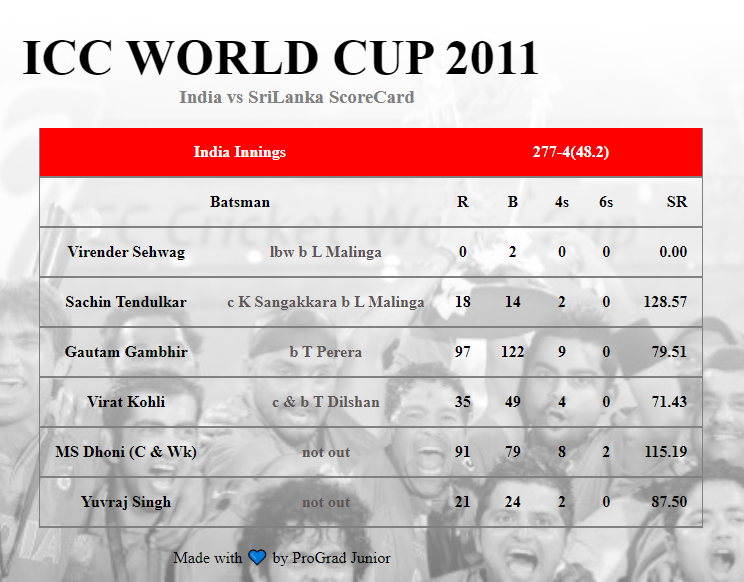 ICC WORLD CUP 2011
India vs SriLanka ScoreCard
India Innings 277-4(48.2)
Batsman R B 4s 6s SR
Virender Sehwag lbw b L Malinga 0 2 0 0 0.00
Sachin Tendulkar c K Sangakkara b L Malinga 18 14 2 0 128.57
Gautam Gambhir b T Perera 97 122 9 0 79.51
Virat Kohli c & b T Dilshan 35 49 4 0 71.43
MS Dhoni (C & Wk) not out 91 79 8 2 115.19
Yuvraj Singh not out 21 24 2 0 87.50
Made with 💙 by ProGrad Junior